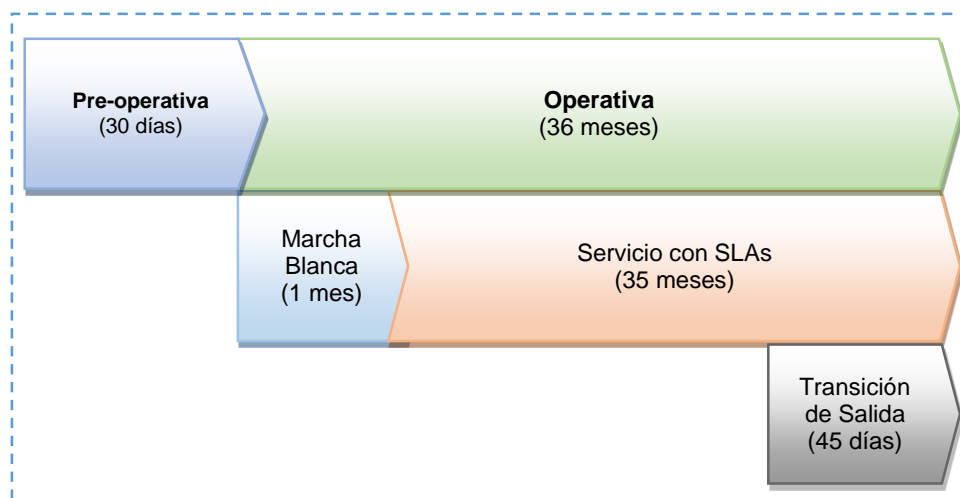 Pre-operativa
(30 días)
Operativa
(36 meses)
Marcha
Blanca
(1 mes)
Servicio con SLAs
(35 meses)
Transición
de Salida
(45 días)